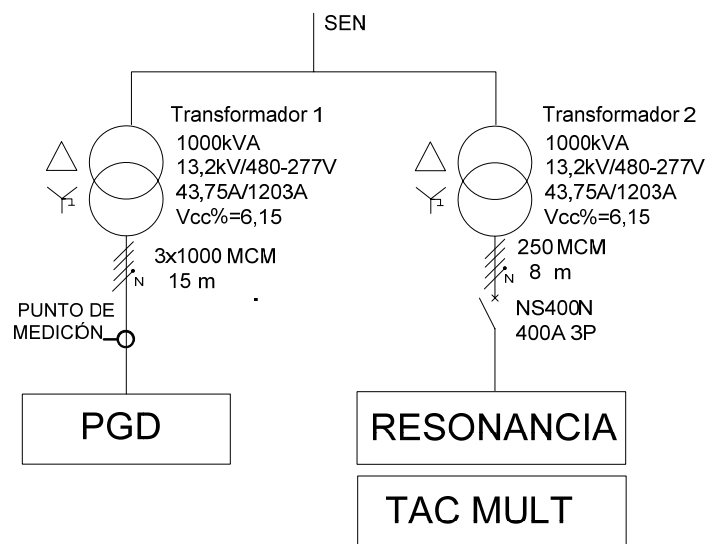 SEN
Transformador 1
1000kVA
13,2kV/480-277V
43,75A/1203A
Vcc%=6,15
3x1000 MCM
N
15 m
PUNTO DE
MEDICIÓN
PGD
Transformador 2
1000kVA
13,2kV/480-277V
43,75A/1203A
Vcc%=6,15
250 MCM
N
8 m
NS400N
400A 3P
RESONANCIA
TAC MULT